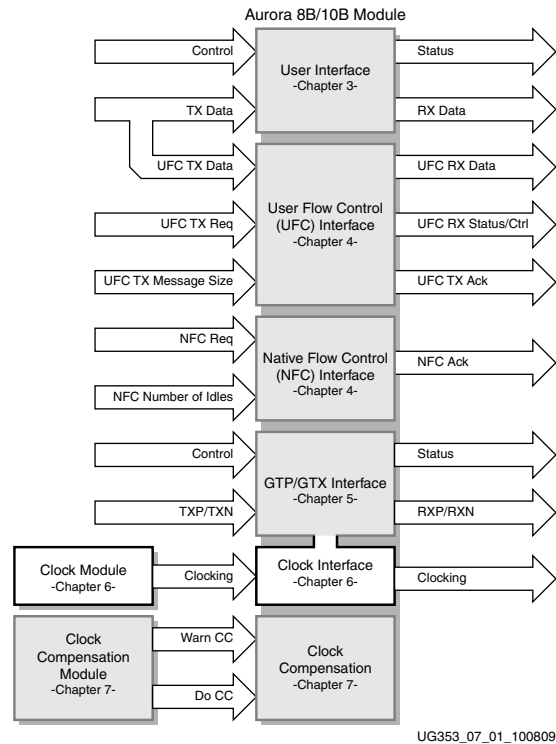 Aurora 8B/10B Module
Control
User Interface
-Chapter 3-
Status
TX Data
RX Data
UFC TX Data
User Flow Control
(UFC) Interface
-Chapter 4-
UFC RX Data
UFC TX Req
UFC RX Status/Ctrl
UFC TX Message Size
UFC TX Ack
NFC Req
Native Flow Control
(NFC) Interface
-Chapter 4-
NFC Ack
NFC Number of Idles
Control
GTP/GTX Interface
-Chapter 5-
Status
TXP/TXN
RXP/RXN
Clock Module
-Chapter 6-
Clocking
Clock Interface
-Chapter 6-
Clocking
Clock
Compensation
Module
-Chapter 7-
Warn CC
Do CC
Clock
Compensation
-Chapter 7-
UG353_07_01_100809